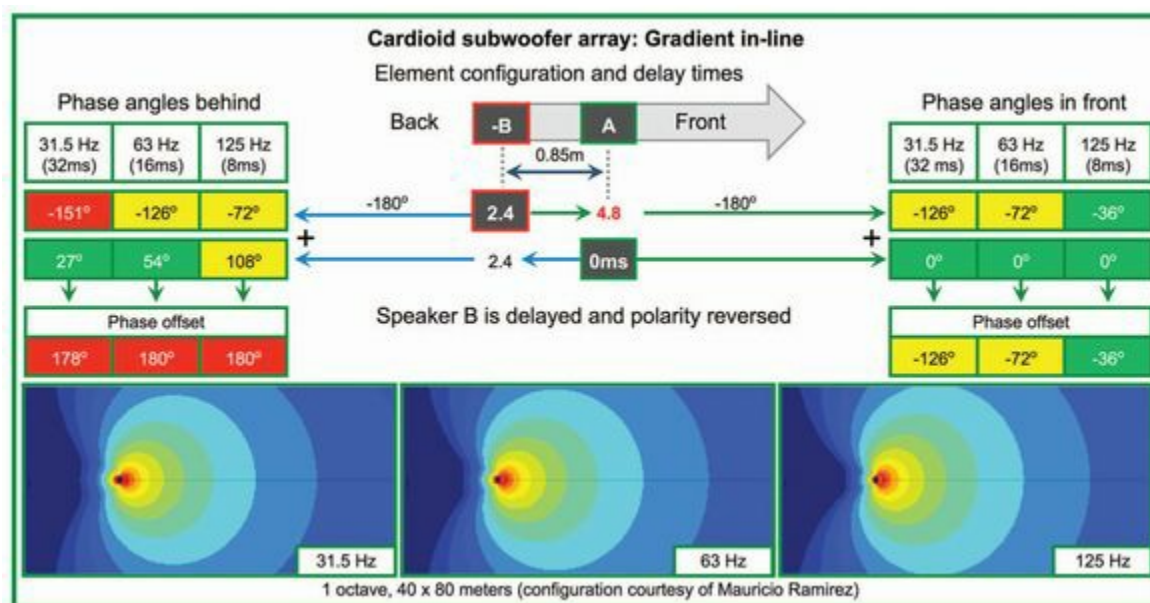 Cardioid subwoofer array: Gradient in-line
Element configuration and delay times
Phase angles behind
31.5 Hz (32ms) 63 Hz (16ms) 125 Hz (8ms)
-151º -126º -72º
+
27º 54º 108º
Phase offset
178º 180º 180º
Back -B A Front
0.85m
-180º 2.4 4.8 -180º
2.4 0ms
Speaker B is delayed and polarity reversed
Phase angles in front
31.5 Hz (32 ms) 63 Hz (16ms) 125 Hz (8ms)
-126º -72º -36º
+
0º 0º 0º
Phase offset
-126º -72º -36º
31.5 Hz
63 Hz
125 Hz
1 octave, 40 x 80 meters (configuration courtesy of Mauricio Ramirez)